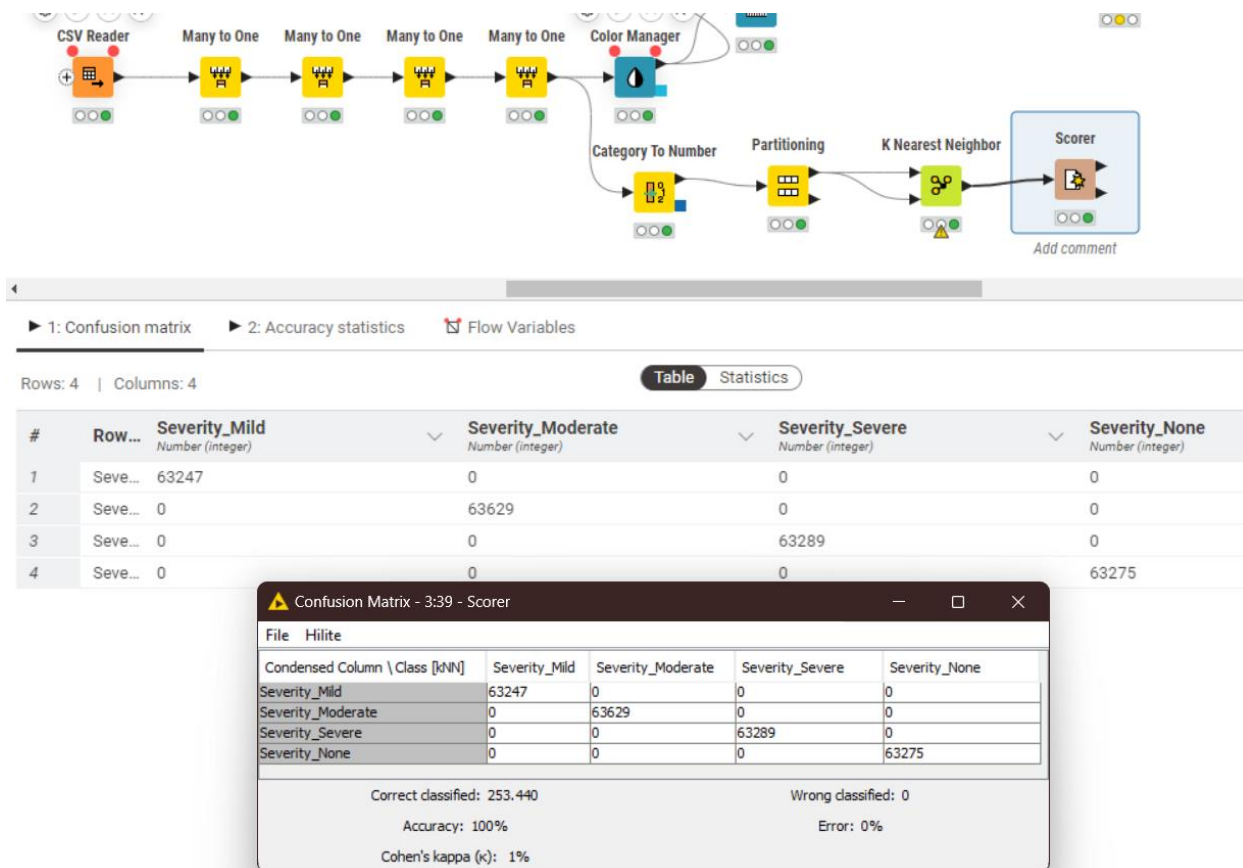 CSV Reader
Many to One
Many to One
Many to One
Many to One
Color Manager
Category To Number
Partitioning
K Nearest Neighbor
Scorer
Add comment
1: Confusion matrix
2: Accuracy statistics
Flow Variables
Rows: 4 | Columns: 4
Table
Statistics
# Row... Severity_Mild Severity_Moderate Severity_Severe Severity_None
Number (integer) Number (integer) Number (integer) Number (integer)
1 Seve... 63247 0 0 0
2 Seve... 0 63629 0 0
3 Seve... 0 0 63289 0
4 Seve... 0 0 0 63275
Confusion Matrix - 3:39 - Scorer
File Hilite
Condensed Column \ Class [kNN] Severity_Mild Severity_Moderate Severity_Severe Severity_None
Severity_Mild 63247 0 0 0
Severity_Moderate 0 63629 0 0
Severity_Severe 0 0 63289 0
Severity_None 0 0 0 63275
Correct classified: 253.440 Wrong classified: 0
Accuracy: 100% Error: 0%
Cohen's kappa (κ): 1%